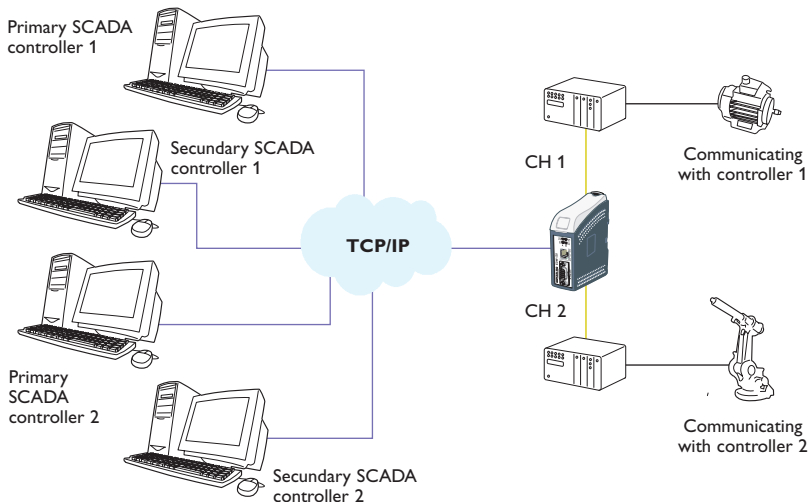 Primary SCADA
controller 1
Secundary SCADA
controller 1
CH 1
Communicating
with controller 1
TCP/IP
CH 2
Primary
SCADA
controller 2
Secundary SCADA
controller 2
Communicating
with controller 2